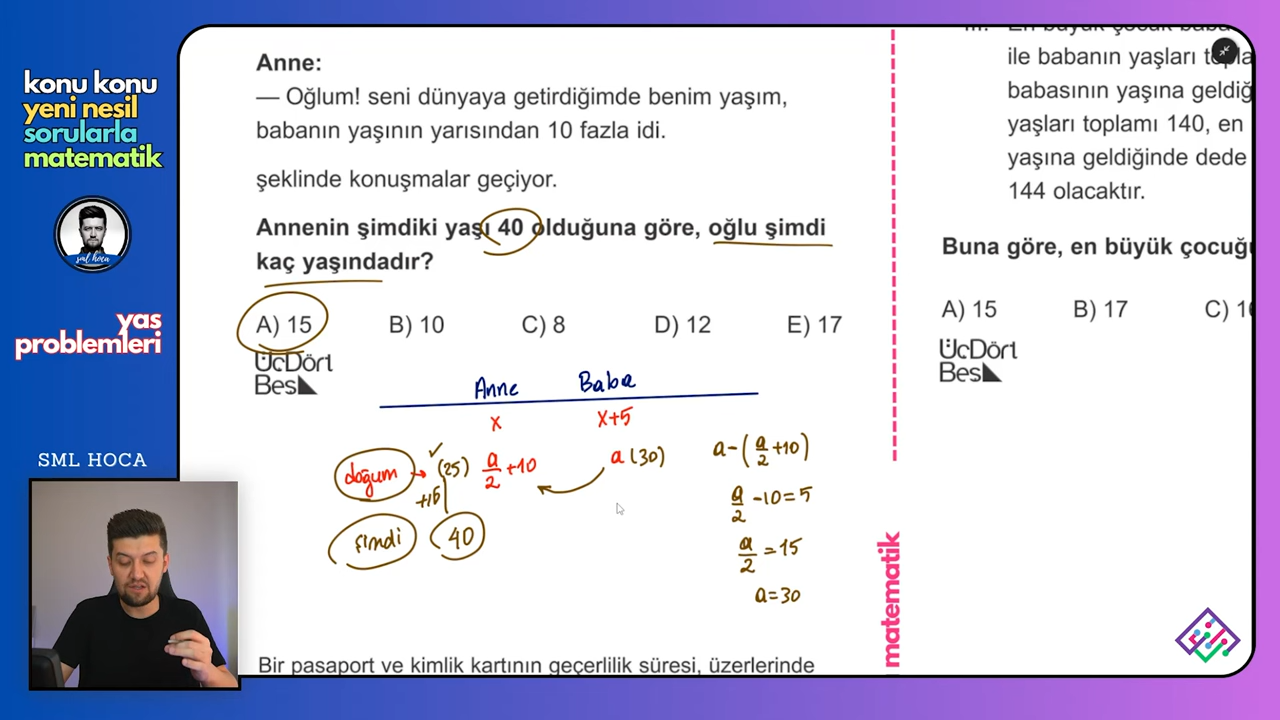 konu konu
yeni nesil
sorularla
matematik
sml hoca
yas
problemleri
SML HOCA
Anne:
— Oğlum! seni dünyaya getirdiğimde benim yaşım,
babanın yaşının yarısından 10 fazla idi.
şeklinde konuşmalar geçiyor.
Annenin şimdiki yaşı 40 olduğuna göre, oğlu şimdi
kaç yaşındadır?
A) 15 B) 10 C) 8 D) 12 E) 17
ÜçDört
Beş
Anne Baba
x x+5
doğum → (25) a/2 +10 a (30)
+15
şimdi 40
a-(a/2+10)
a/2 -10=5
a/2 =15
a=30
Bir pasaport ve kimlik kartının geçerlilik süresi, üzerlerinde
ile babanın yaşları
babasının yaşına
yaşları toplamı 140, en
yaşına geldiğinde dede
144 olacaktır.
Buna göre, en büyük
A) 15 B) 17 C)
ÜçDört
Beş
matematik